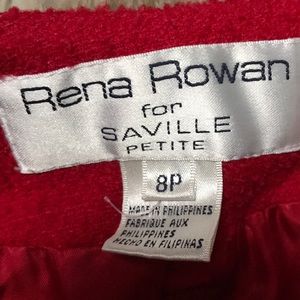 Rena Rowan
for
SAVILLE
PETITE
8P
MADE IN PHILIPPINES
FABRIQUE AUX
PHILIPPINES
HECHO EN FILIPINAS